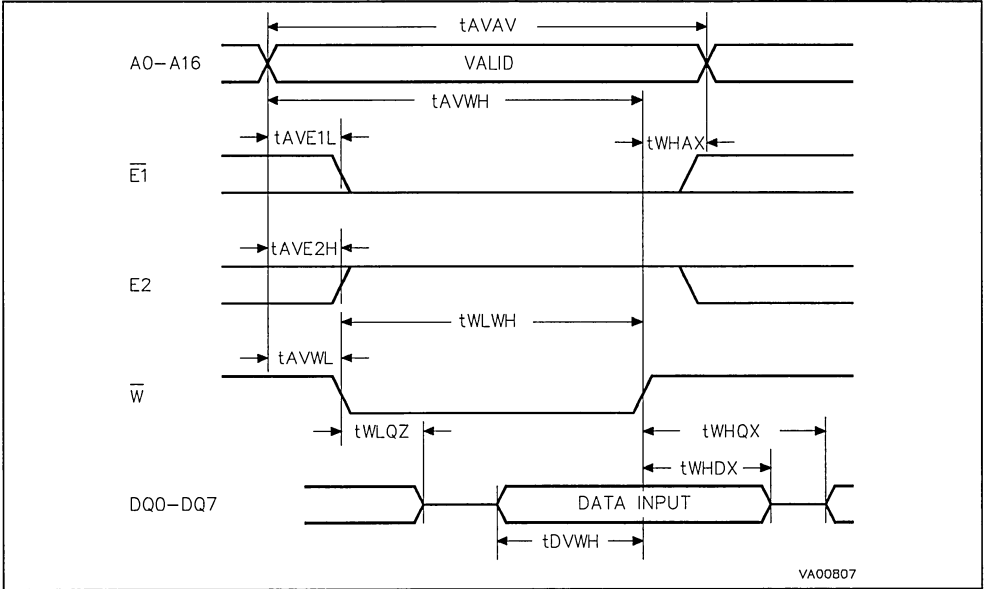 tAVAV
A0-A16
VALID
tAVWH
tAVE1L
tWHAX
E1
tAVE2H
E2
tWLWH
tAVWL
W
tWLQZ
tWHQX
tWHDX
DQ0-DQ7
DATA INPUT
tDVWH
VA00807